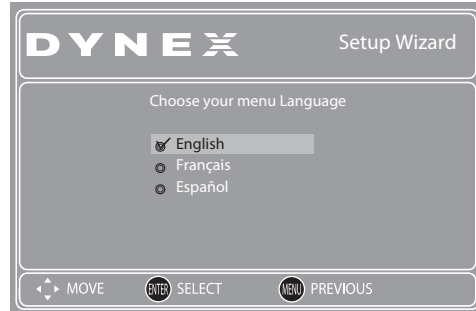 DYNEX
Setup Wizard
Choose your menu Language
English
Français
Español
MOVE ENTER SELECT MENU PREVIOUS